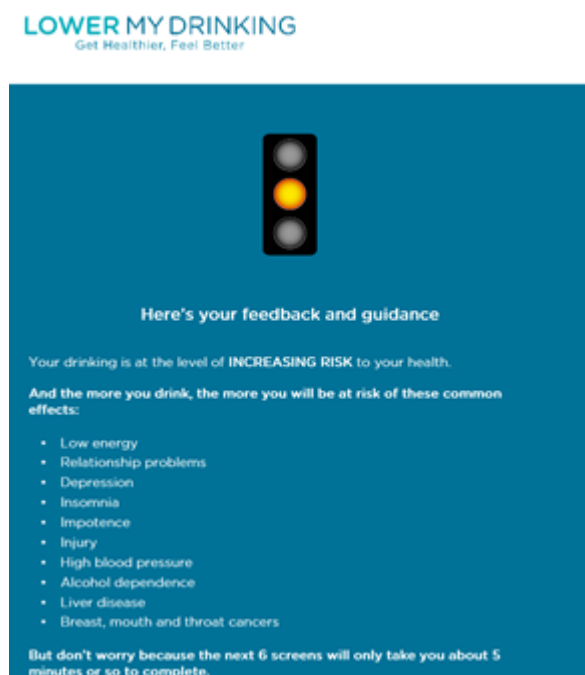 LOWER MY DRINKING
Get Healthier, Feel Better
Here's your feedback and guidance
Your drinking is at the level of INCREASING RISK to your health.
And the more you drink, the more you will be at risk of these common
effects:
• Low energy
• Relationship problems
• Depression
• Insomnia
• Impotence
• Injury
• High blood pressure
• Alcohol dependence
• Liver disease
• Breast, mouth and throat cancers
But don't worry because the next 6 screens will only take you about 5
minutes or so to complete.